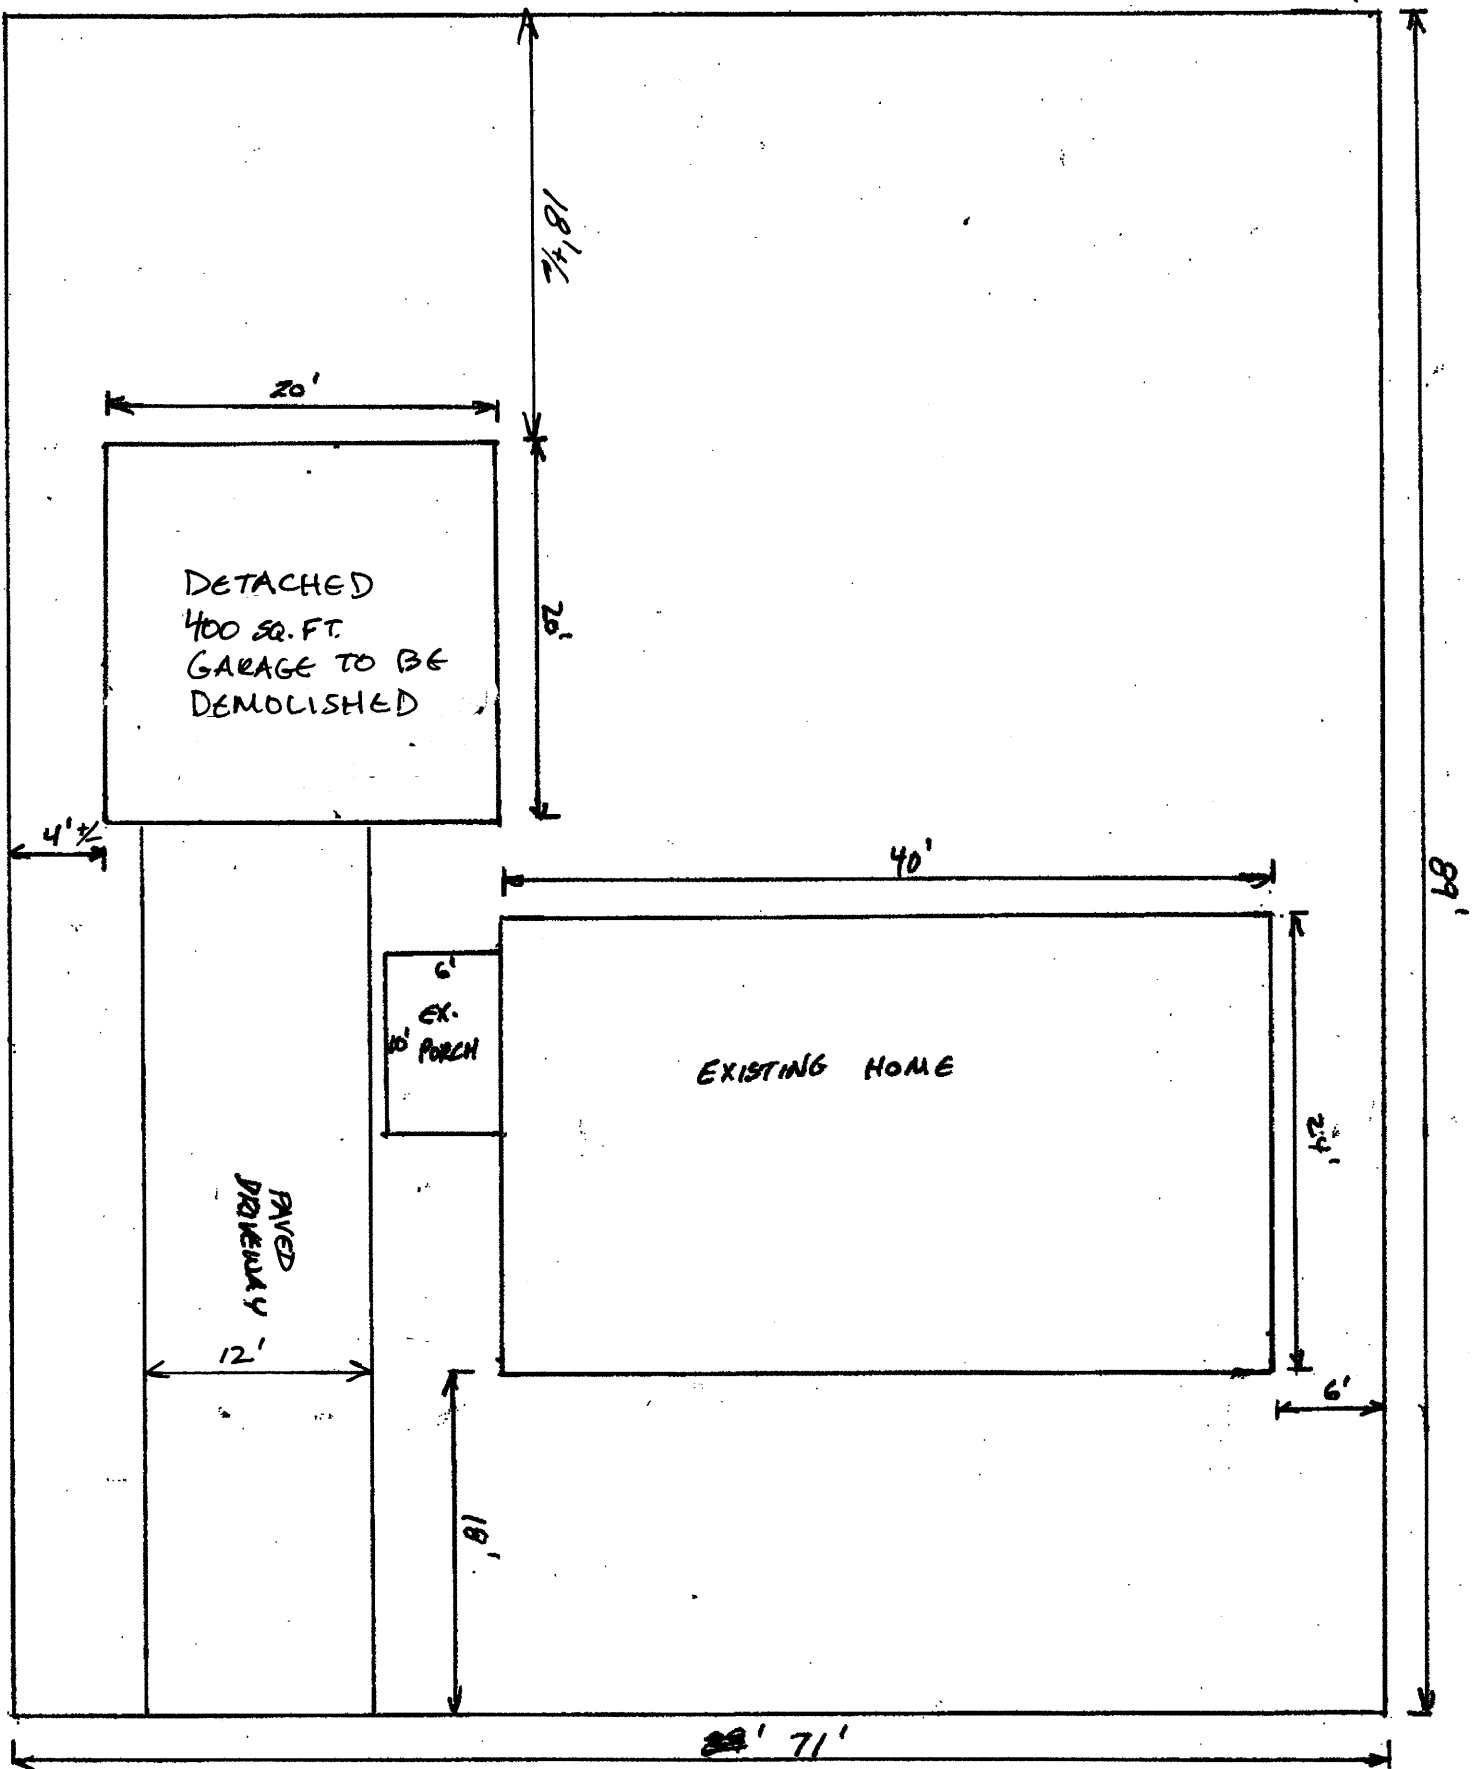 18 +/-
20'
DETACHED
400 SQ. FT.
GARAGE TO BE
DEMOLISHED
20'
4' +/-
40'
89'
6'
EX.
10' PORCH
EXISTING HOME
24'
PAVED
DRIVEWAY
12'
6'
18'
' 71'